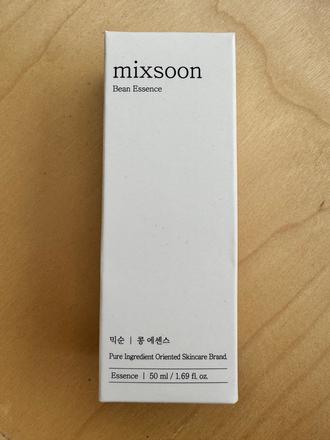 mixsoon
Bean Essence
믹순 | 콩 에센스
Pure Ingredient Oriented Skincare Brand.
Essence | 50 ml / 1.69 fl. oz.